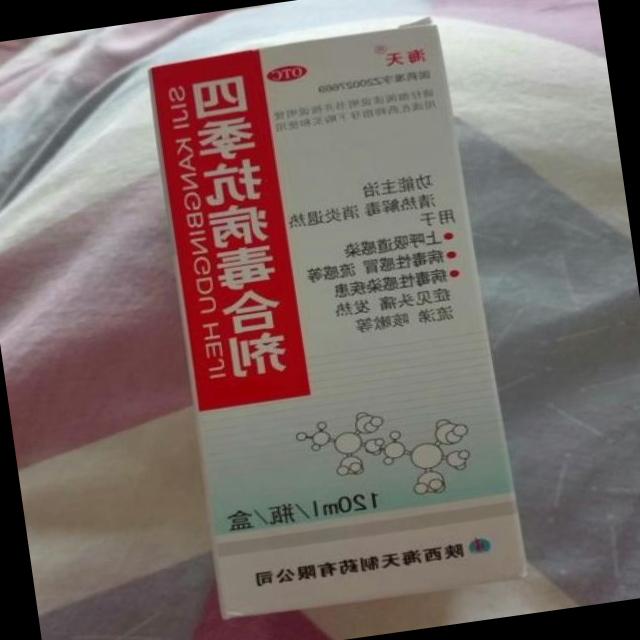 海天®
国药准字Z20027669
OTC
请仔细阅读说明书并按说明使
用或在药师指导下购买和使用
四季抗病毒合剂
SIJI KANGBINGDU HEJI
功能主治
清热解毒 消炎退热
用于
●上呼吸道感染
●病毒性感冒 流感等
●病毒性感染疾患
症见头痛 发热
流涕 咳嗽等
120ml/瓶/盒
陕西海天制药有限公司